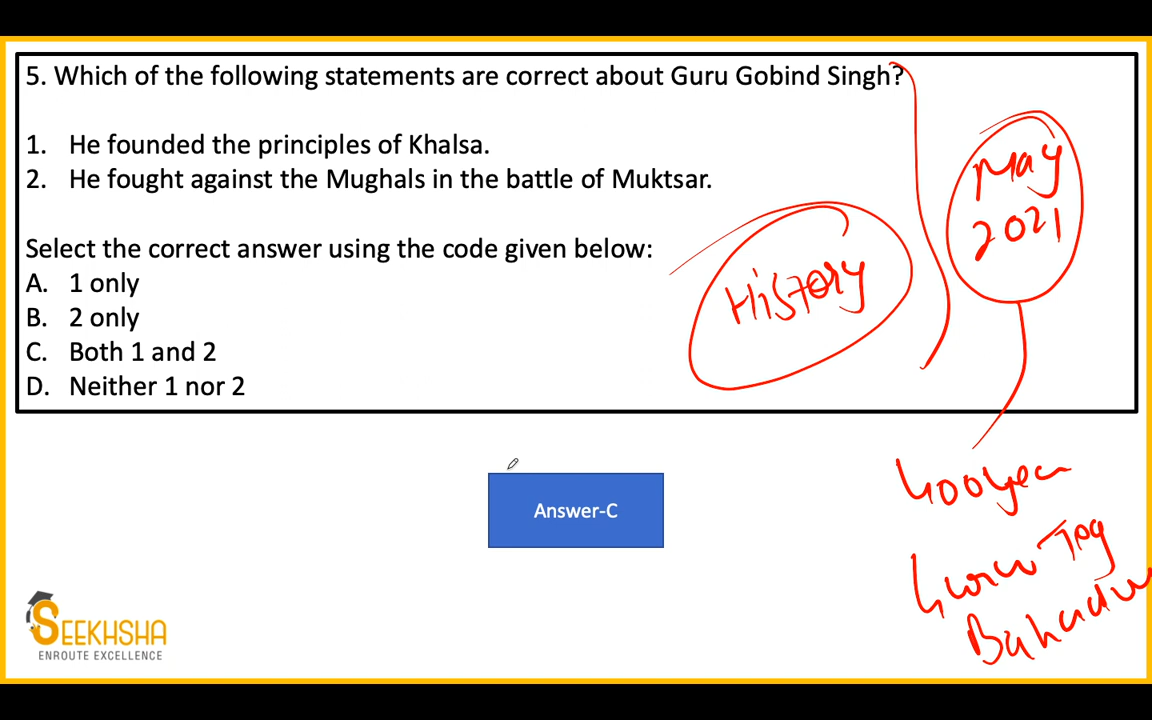 5. Which of the following statements are correct about Guru Gobind Singh?
1. He founded the principles of Khalsa.
2. He fought against the Mughals in the battle of Muktsar.
Select the correct answer using the code given below:
A. 1 only
B. 2 only
C. Both 1 and 2
D. Neither 1 nor 2
May
2021
History
Answer-C
400 year
Guru Teg
Bahadur
SEEKHSHA
ENROUTE EXCELLENCE